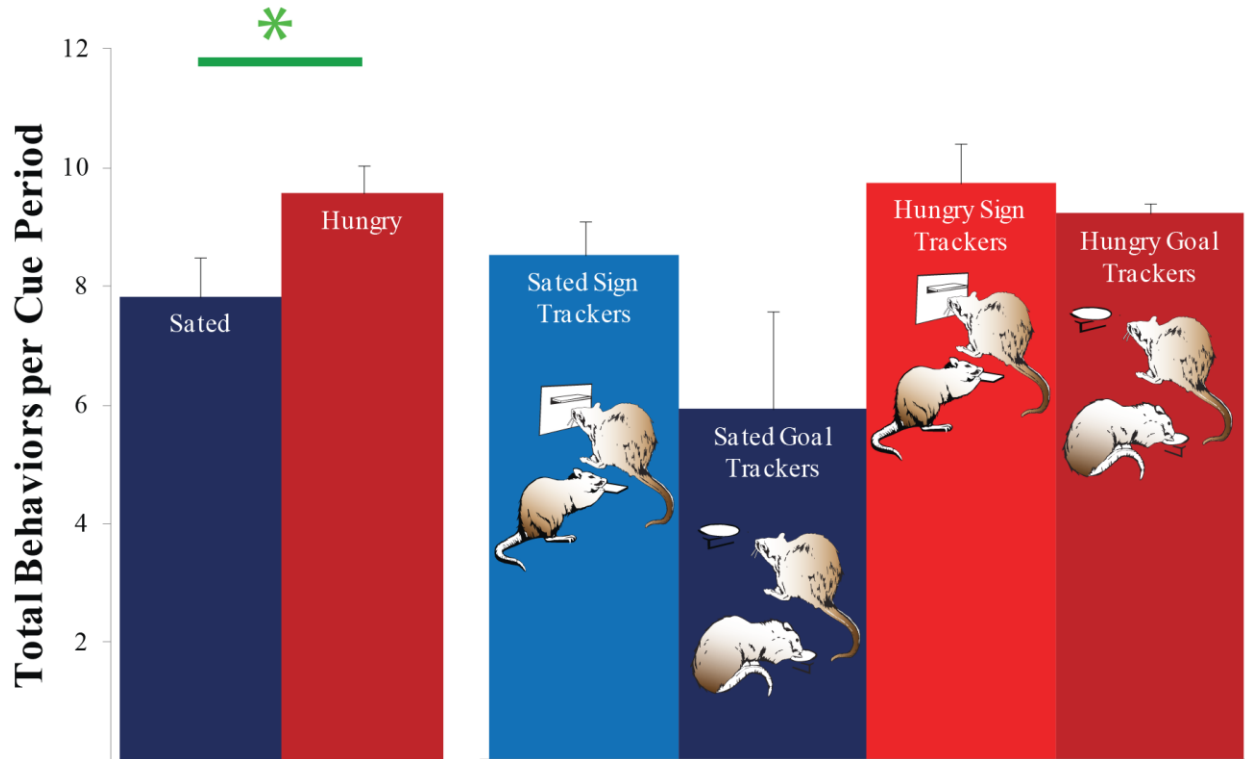 *
12
10
8
6
4
2
Total Behaviors per Cue Period
Sated
Hungry
Sated Sign
Trackers
Sated Goal
Trackers
Hungry Sign
Trackers
Hungry Goal
Trackers